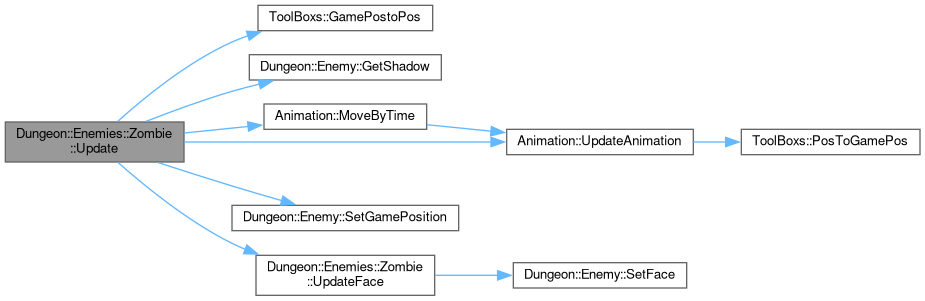 ToolBoxs::GamePostoPos
Dungeon::Enemy::GetShadow
Animation::MoveByTime
Dungeon::Enemies::Zombie
::Update
Animation::UpdateAnimation
ToolBoxs::PosToGamePos
Dungeon::Enemy::SetGamePosition
Dungeon::Enemies::Zombie
::UpdateFace
Dungeon::Enemy::SetFace